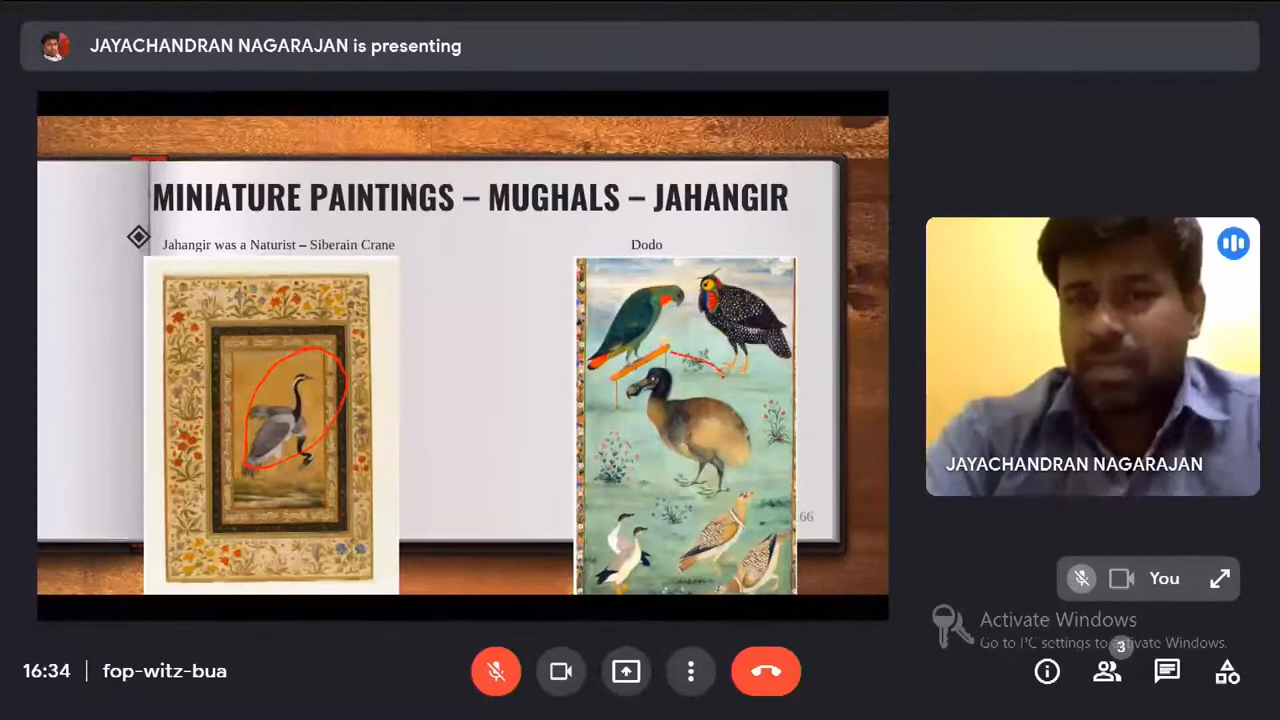 JAYACHANDRAN NAGARAJAN is presenting
MINIATURE PAINTINGS – MUGHALS – JAHANGIR
Jahangir was a Naturist – Siberain Crane
Dodo
66
JAYACHANDRAN NAGARAJAN
You
Activate Windows
Go to PC settings to activate Windows.
3
16:34 | fop-witz-bua